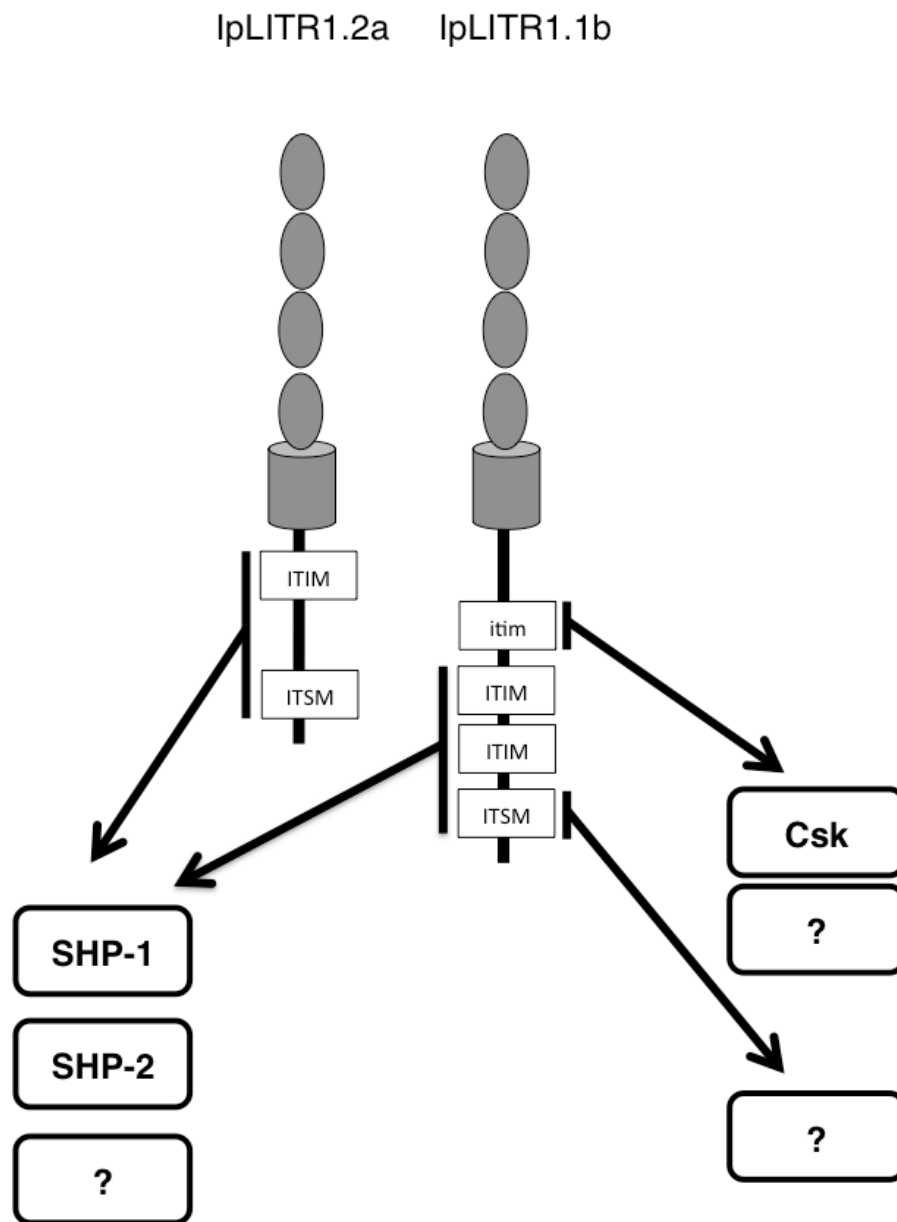 IpLITR1.2a IpLITR1.1b
ITIM
ITSM
itim
ITIM
ITIM
ITSM
SHP-1
SHP-2
?
Csk
?
?